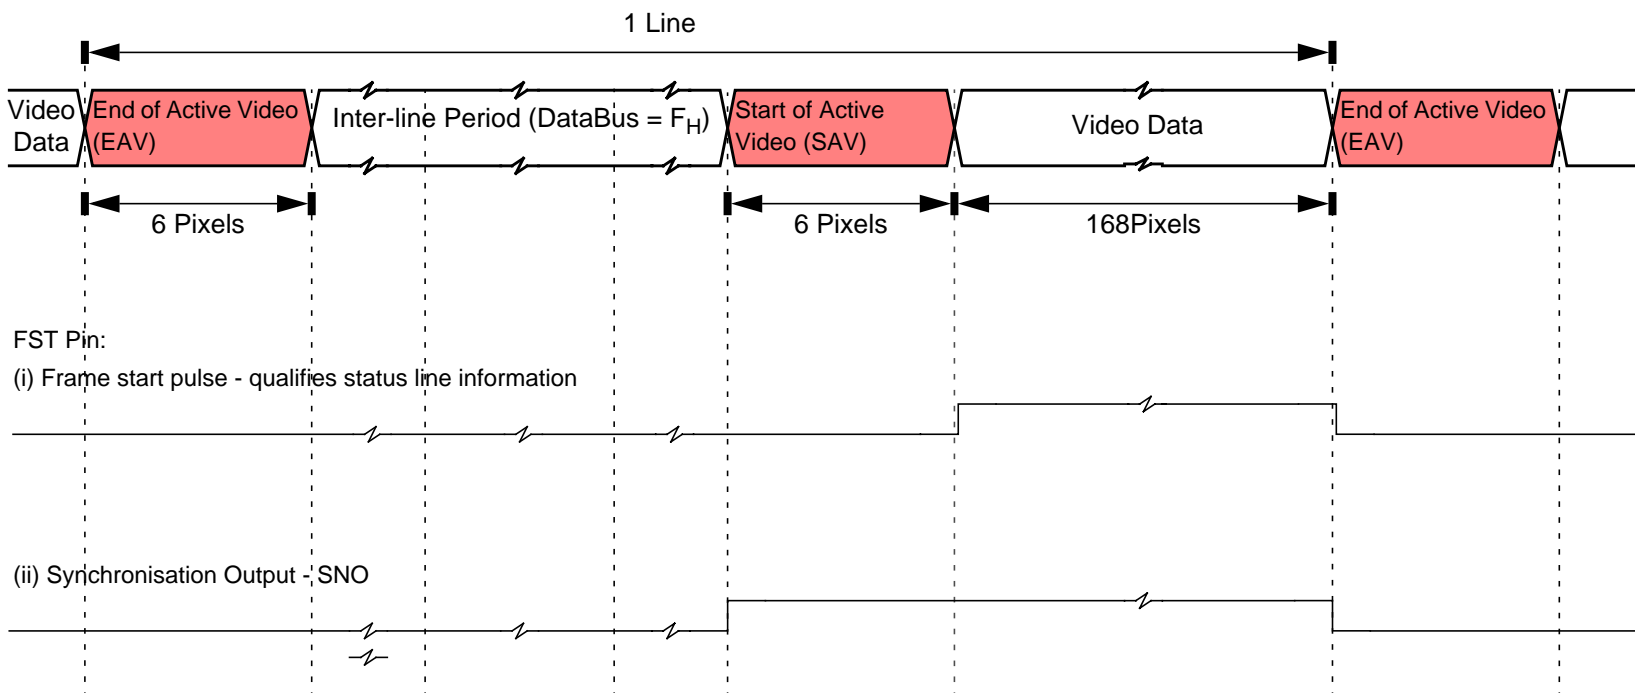 1 Line
Video
Data
End of Active Video
(EAV)
Inter-line Period (DataBus = FH)
Start of Active
Video (SAV)
Video Data
End of Active Video
(EAV)
6 Pixels
6 Pixels
168Pixels
FST Pin:
(i) Frame start pulse - qualifies status line information
(ii) Synchronisation Output - SNO